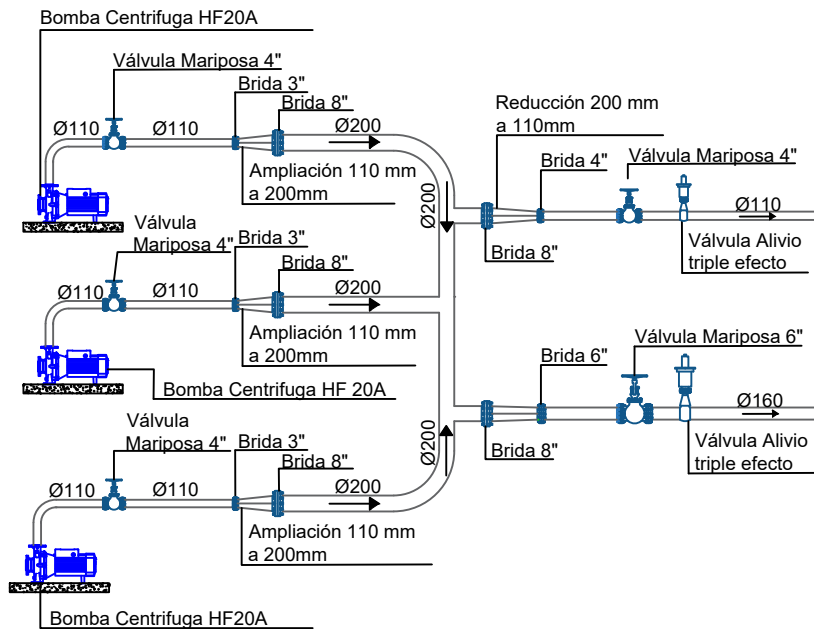 Bomba Centrifuga HF20A
Válvula Mariposa 4"
Brida 3"
Brida 8"
Ø110
Ø110
Ø200
Ampliación 110 mm
a 200mm
Ø200
Reducción 200 mm
a 110mm
Brida 4"
Válvula Mariposa 4"
Ø110
Brida 8"
Válvula Alivio
triple efecto
Válvula
Mariposa 4"
Brida 3"
Brida 8"
Ø110
Ø110
Ø200
Ampliación 110 mm
a 200mm
Bomba Centrifuga HF 20A
Brida 6"
Válvula Mariposa 6"
Ø160
Brida 8"
Válvula Alivio
triple efecto
Válvula
Mariposa 4"
Brida 3"
Brida 8"
Ø200
Ø110
Ø110
Ø200
Ampliación 110 mm
a 200mm
Bomba Centrifuga HF20A